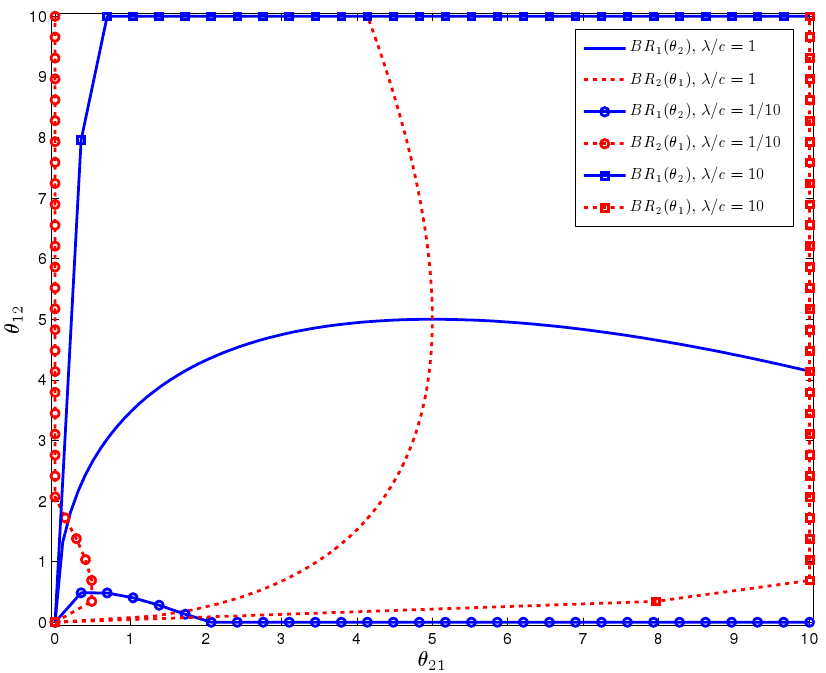 10
9
8
7
6
5
4
3
2
1
0
θ₁₂
BR₁(θ₂), λ/c = 1
BR₂(θ₁), λ/c = 1
BR₁(θ₂), λ/c = 1/10
BR₂(θ₁), λ/c = 1/10
BR₁(θ₂), λ/c = 10
BR₂(θ₁), λ/c = 10
0 1 2 3 4 5 6 7 8 9 10
θ₂₁